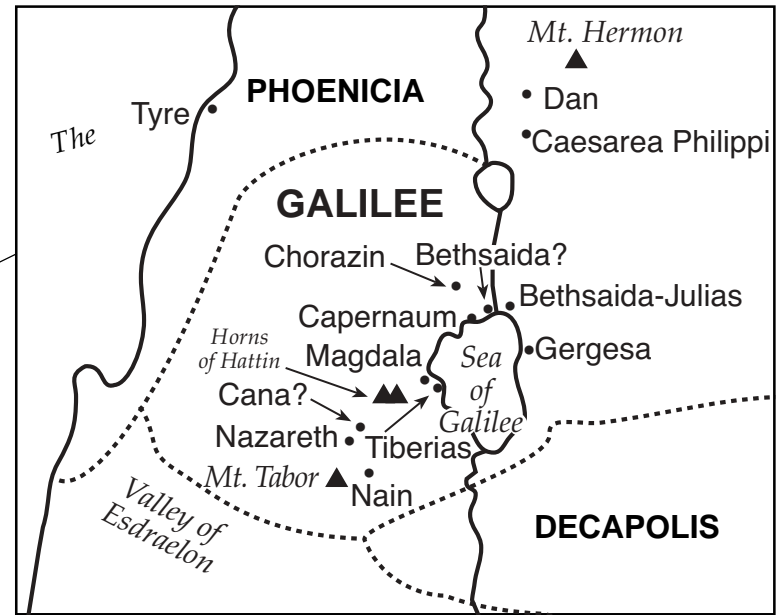 Mt. Hermon
PHOENICIA
Dan
Tyre
The
Caesarea Philippi
GALILEE
Chorazin
Bethsaida?
Bethsaida-Julias
Capernaum
Horns
of Hattin
Magdala
Sea
of
Galilee
Gergesa
Cana?
Nazareth
Tiberias
Mt. Tabor
Nain
Valley of
Esdraelon
DECAPOLIS